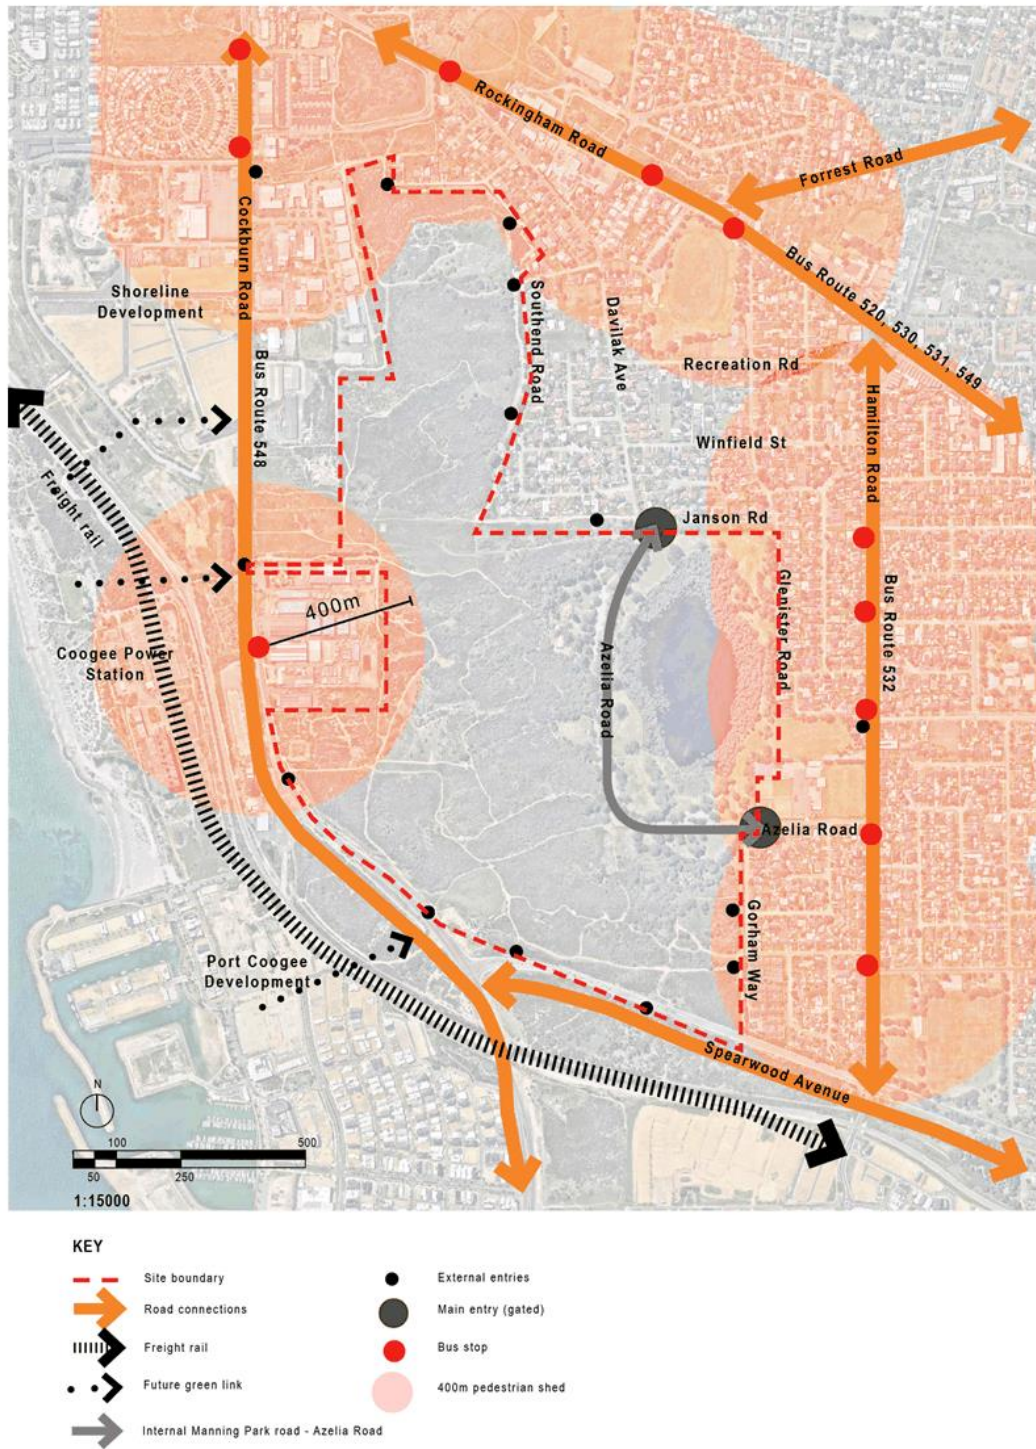 Rockingham Road
Forrest Road
Cockburn Road
Shoreline
Development
Southend Road
Davilak Ave
Bus Route 520, 530, 531, 549
Recreation Rd
Bus Route 548
Hamilton Road
Winfield St
Freight rail
Janson Rd
400m
Glenister Road
Bus Route 532
Coogee Power
Station
Azelia Road
Azelia Road
Gorham Way
Port Coogee
Development
Spearwood Avenue
N
100
500
50
250
1:15000
KEY
Site boundary
External entries
Road connections
Main entry (gated)
Freight rail
Bus stop
Future green link
400m pedestrian shed
Internal Manning Park road - Azelia Road